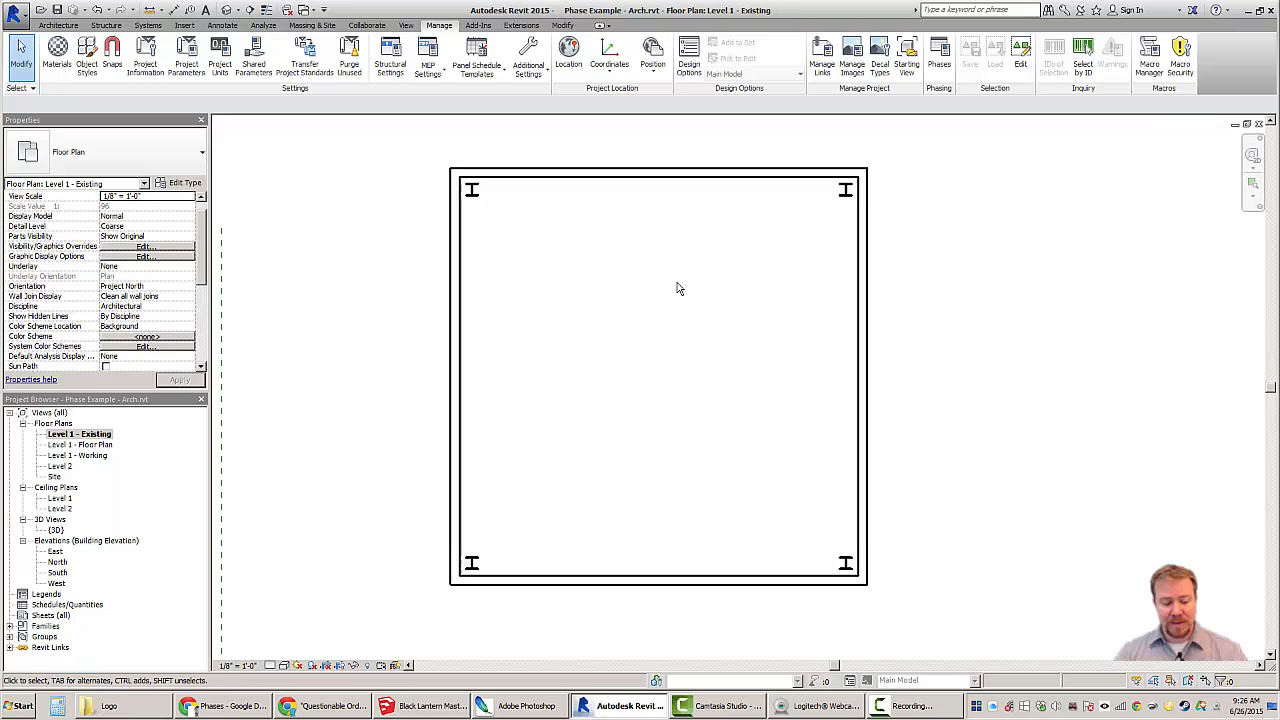 Autodesk Revit 2015 - Phase Example - Arch.rvt - Floor Plan: Level 1 - Existing
Type a keyword or phrase
Sign In
Architecture Structure Systems Insert Annotate Analyze Massing & Site Collaborate View Manage Add-Ins Extensions Modify
Modify
Materials
Object Styles
Snaps
Project Information
Project Parameters
Project Units
Shared Parameters
Transfer Project Standards
Purge Unused
Structural Settings
MEP Settings
Panel Schedule Templates
Additional Settings
Location
Coordinates
Position
Design Options
Add to Set
Pick to Edit
Main Model
Manage Links
Manage Images
Decal Types
Starting View
Phases
Save
Load
Edit
IDs of Selection
Select by ID
Warnings
Macro Manager
Macro Security
Select
Settings
Project Location
Design Options
Manage Project
Phasing
Selection
Inquiry
Macros
Properties
Floor Plan
Floor Plan: Level 1 - Existing
Edit Type
View Scale 1/8" = 1'-0"
Scale Value 1: 96
Display Model Normal
Detail Level Coarse
Parts Visibility Show Original
Visibility/Graphics Overrides Edit...
Graphic Display Options Edit...
Underlay None
Underlay Orientation Plan
Orientation Project North
Wall Join Display Clean all wall joins
Discipline Architectural
Show Hidden Lines By Discipline
Color Scheme Location Background
Color Scheme <none>
System Color Schemes Edit...
Default Analysis Display ... None
Sun Path
Properties help
Apply
Project Browser - Phase Example - Arch.rvt
Views (all)
Floor Plans
Level 1 - Existing
Level 1 - Floor Plan
Level 1 - Working
Level 2
Site
Ceiling Plans
Level 1
Level 2
3D Views
{3D}
Elevations (Building Elevation)
East
North
South
West
Legends
Schedules/Quantities
Sheets (all)
Families
Groups
Revit Links
1/8" = 1'-0"
Click to select, TAB for alternates, CTRL adds, SHIFT unselects.
:0
Main Model
:0
Start
Logo
Phases - Google D...
"Questionable Ord...
Black Lantern Mast...
Adobe Photoshop
Autodesk Revit ...
Camtasia Studio ...
Logitech® Webca...
Recording...
9:26 AM
6/26/2015